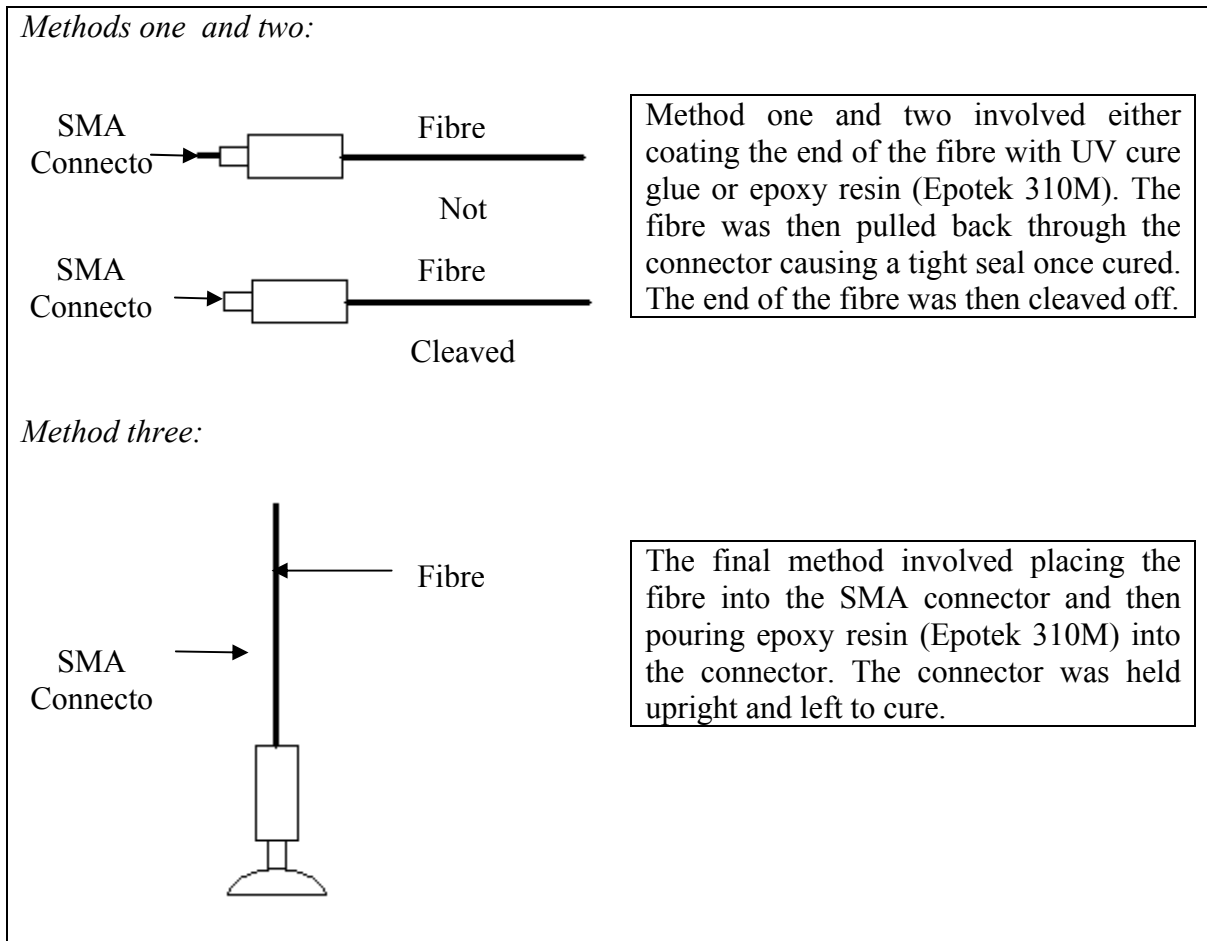 Methods one and two:
SMA
Connecto
Fibre
Not
Method one and two involved either
coating the end of the fibre with UV cure
glue or epoxy resin (Epotek 310M). The
fibre was then pulled back through the
connector causing a tight seal once cured.
The end of the fibre was then cleaved off.
SMA
Connecto
Fibre
Cleaved
Method three:
Fibre
SMA
Connecto
The final method involved placing the
fibre into the SMA connector and then
pouring epoxy resin (Epotek 310M) into
the connector. The connector was held
upright and left to cure.